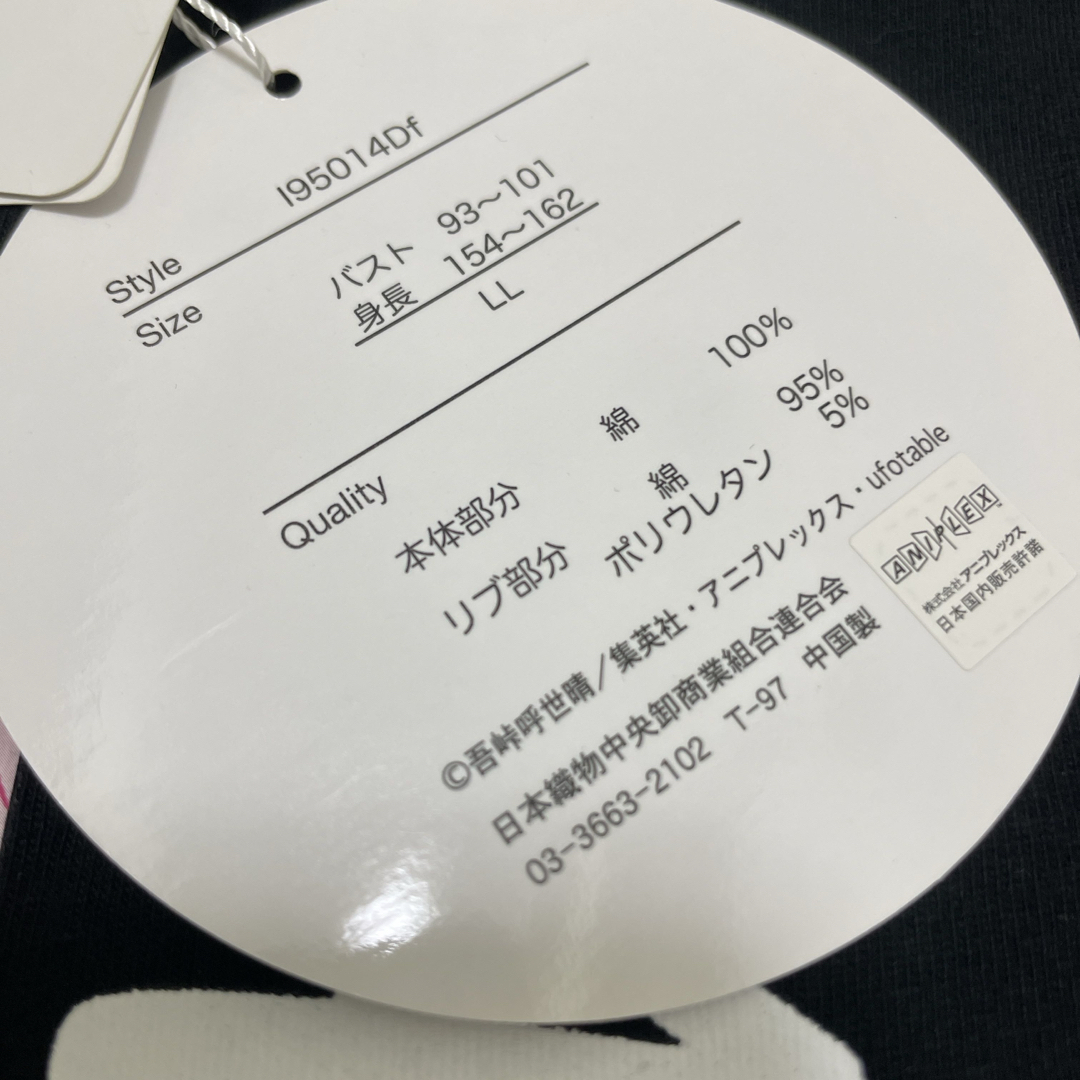 Style I95014Df
Size バスト 93〜101
身長 154〜162
LL
Quality
本体部分 綿 100%
リブ部分 綿 95%
ポリウレタン 5%
©吾峠呼世晴/集英社・アニプレックス・ufotable
日本織物中央卸商業組合連合会
03-3663-2102 T-97 中国製
ANIPLEX
株式会社アニプレックス
日本国内販売許諾